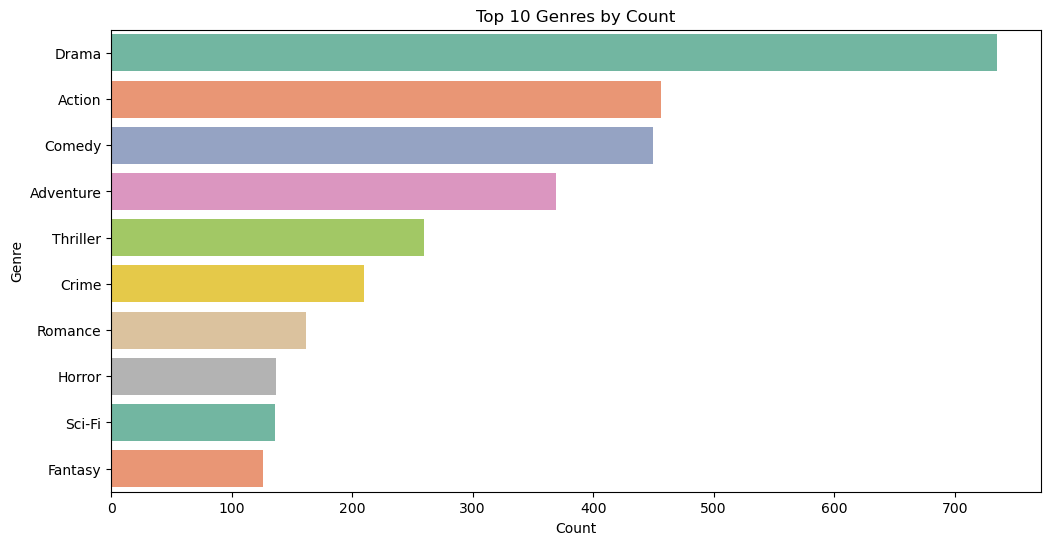 Top 10 Genres by Count
Genre
Drama
Action
Comedy
Adventure
Thriller
Crime
Romance
Horror
Sci-Fi
Fantasy
0 100 200 300 400 500 600 700
Count